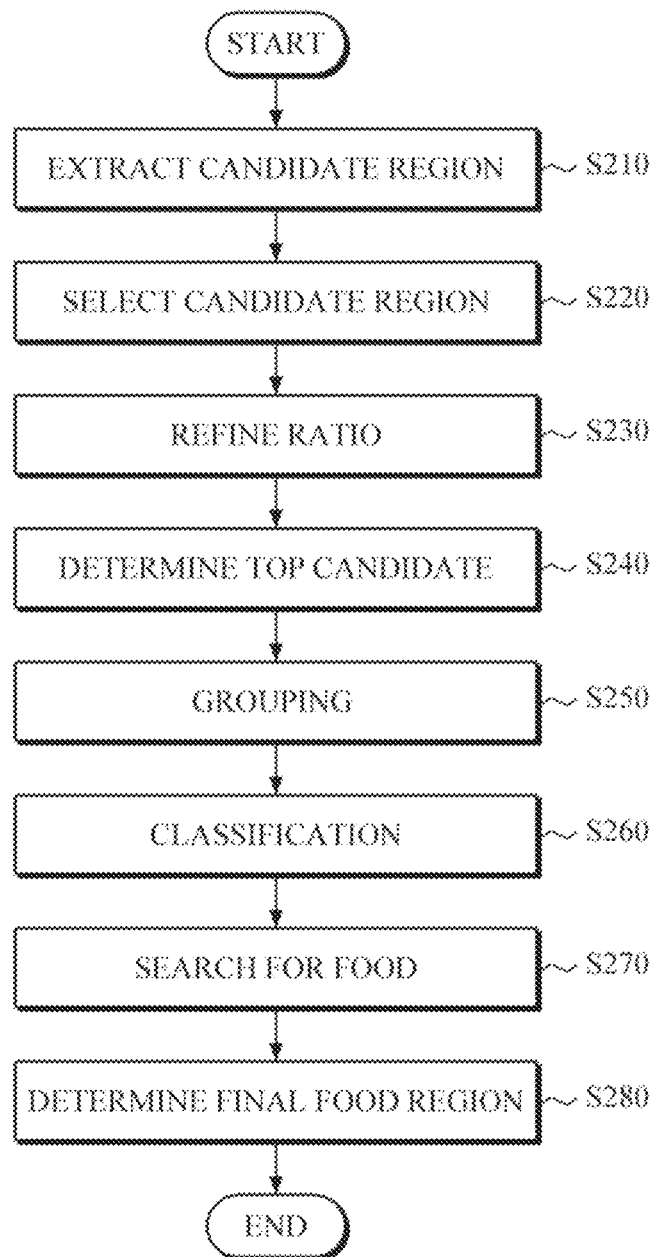 START
EXTRACT CANDIDATE REGION S210
SELECT CANDIDATE REGION S220
REFINE RATIO S230
DETERMINE TOP CANDIDATE S240
GROUPING S250
CLASSIFICATION S260
SEARCH FOR FOOD S270
DETERMINE FINAL FOOD REGION S280
END